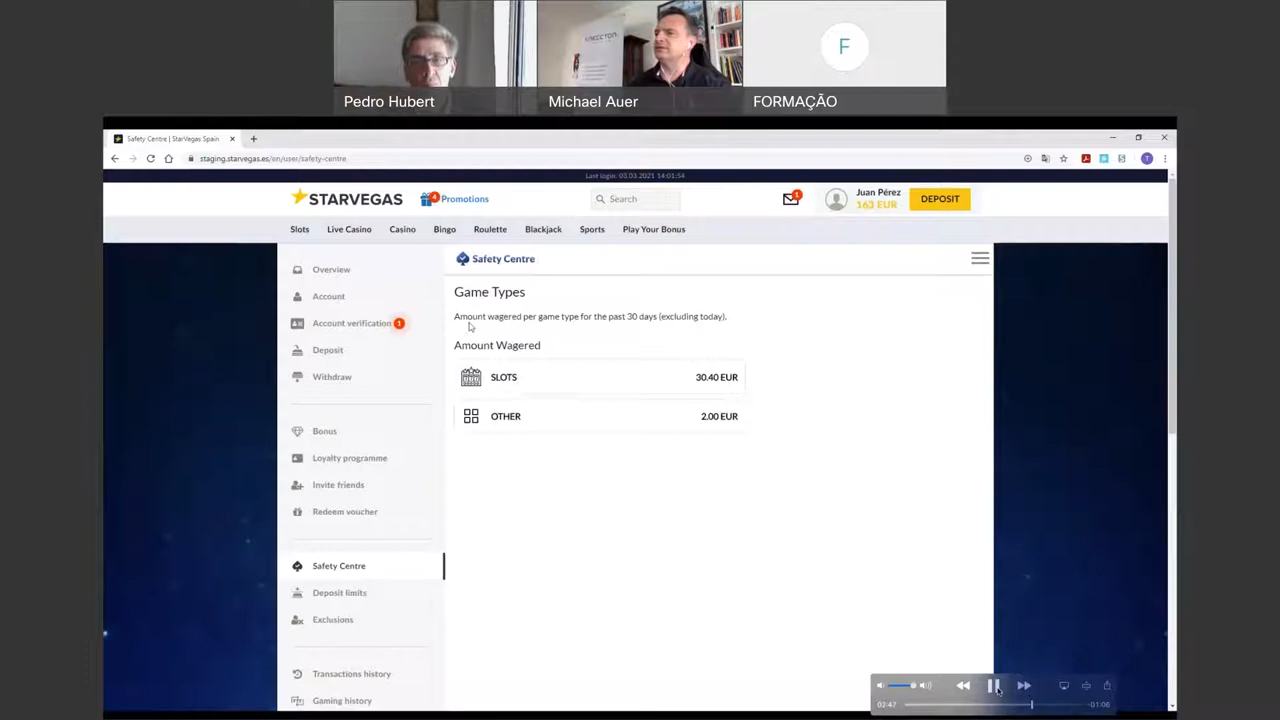 Pedro Hubert
Michael Auer
F
FORMAÇÃO
Safety Centre | StarVegas Spain
staging.starvegas.es/en/user/safety-centre
T
Last login: 03.03.2021 14:01:54
STARVEGAS
4
Promotions
Search
1
Juan Pérez
163 EUR
DEPOSIT
Slots Live Casino Casino Bingo Roulette Blackjack Sports Play Your Bonus
Overview
Account
Account verification 1
Deposit
Withdraw
Bonus
Loyalty programme
Invite friends
Redeem voucher
Safety Centre
Deposit limits
Exclusions
Transactions history
Gaming history
Safety Centre
Game Types
Amount wagered per game type for the past 30 days (excluding today).
Amount Wagered
SLOTS 30.40 EUR
OTHER 2.00 EUR
02:47 -01:06